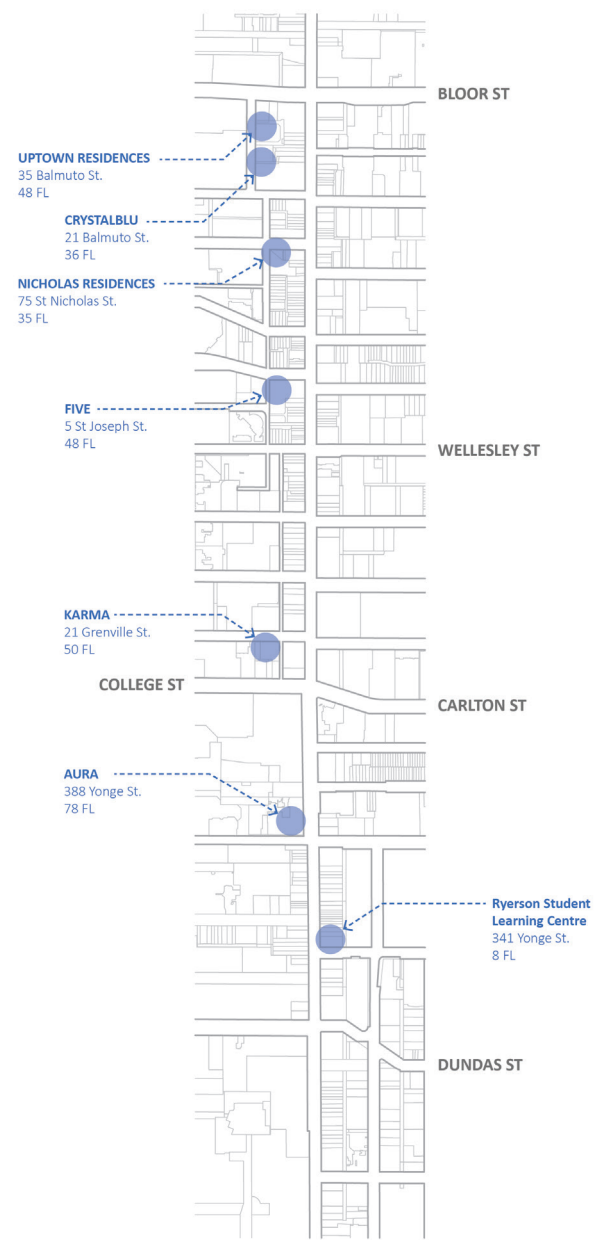 BLOOR ST
UPTOWN RESIDENCES
35 Balmuto St.
48 FL
CRYSTALBLU
21 Balmuto St.
36 FL
NICHOLAS RESIDENCES
75 St Nicholas St.
35 FL
FIVE
5 St Joseph St.
48 FL
WELLESLEY ST
KARMA
21 Grenville St.
50 FL
COLLEGE ST
CARLTON ST
AURA
388 Yonge St.
78 FL
Ryerson Student
Learning Centre
341 Yonge St.
8 FL
DUNDAS ST